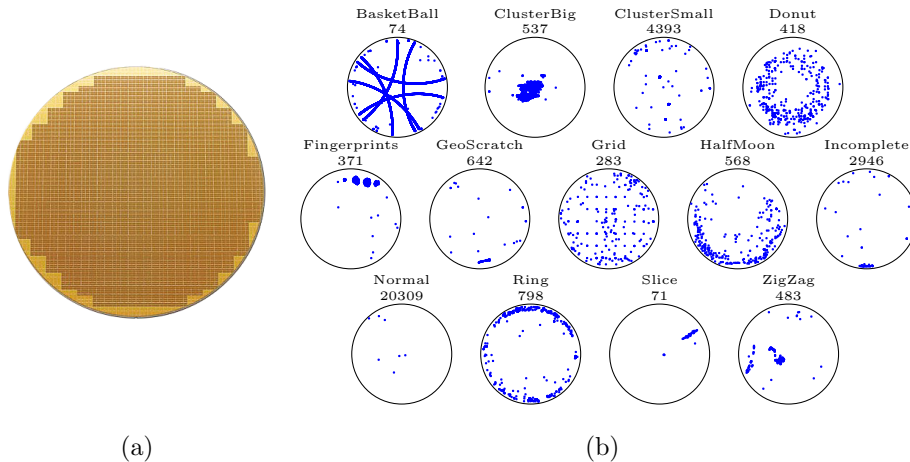 BasketBall
74
ClusterBig
537
ClusterSmall
4393
Donut
418
Fingerprints
371
GeoScratch
642
Grid
283
HalfMoon
568
Incomplete
2946
Normal
20309
Ring
798
Slice
71
ZigZag
483
(a)
(b)